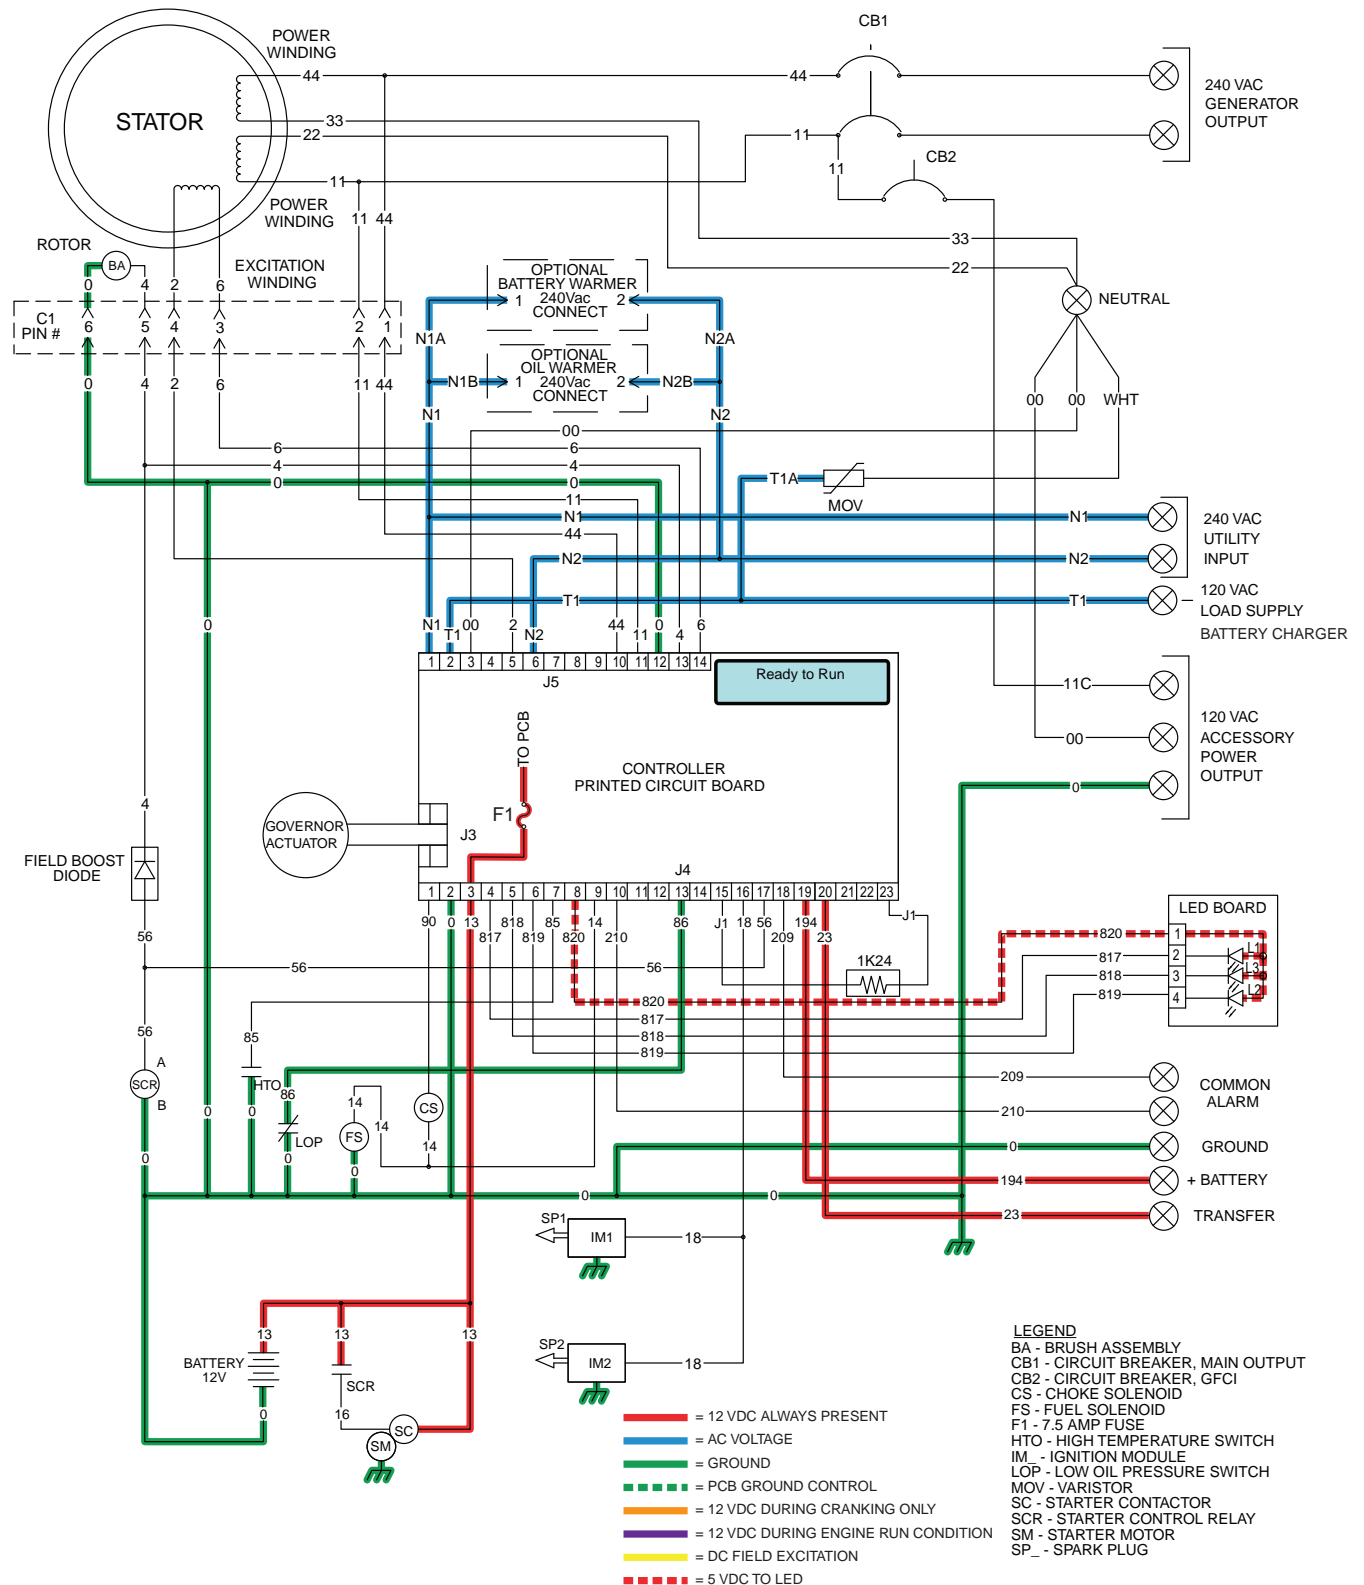 CB1
POWER
WINDING
44
44
240 VAC
GENERATOR
OUTPUT
STATOR
33
22
11
CB2
11
11
POWER
WINDING
11
44
ROTOR
BA
EXCITATION
WINDING
33
22
0
4
2
6
C1
PIN #
6
5
4
3
2
1
0
4
2
6
11
44
OPTIONAL
BATTERY WARMER
1
240Vac
2
CONNECT
N1A
N2A
OPTIONAL
OIL WARMER
N1B
1
240Vac
2
N2B
CONNECT
N1
N2
NEUTRAL
00
00
WHT
00
6
6
4
4
0
0
11
T1A
MOV
N1
N1
44
N2
N2
T1
T1
240 VAC
UTILITY
INPUT
120 VAC
LOAD SUPPLY
BATTERY CHARGER
0
N1
T1
00
2
N2
44
11
0
4
6
1 2 3 4 5 6 7 8 9 10 11 12 13 14
J5
Ready to Run
11C
00
0
120 VAC
ACCESSORY
POWER
OUTPUT
TO PCB
CONTROLLER
PRINTED CIRCUIT BOARD
F1
J3
J4
GOVERNOR
ACTUATOR
4
FIELD BOOST
DIODE
1 2 3 4 5 6 7 8 9 10 11 12 13 14 15 16 17 18 19 20 21 22 23
90
0
13
817
818
819
85
820
14
210
86
J1
18
56
209
194
23
J1
LED BOARD
820
1
817
2
818
3
819
4
L1
L3
L2
56
56
56
1K24
820
817
818
819
56
85
HTO
86
A
SCR
B
0
0
0
LOP
0
14
14
FS
0
CS
14
209
210
COMMON
ALARM
0
GROUND
194
+ BATTERY
23
TRANSFER
0
0
SP1
IM1
18
SP2
IM2
18
13
13
13
BATTERY
12V
SCR
0
16
SC
SM
= 12 VDC ALWAYS PRESENT
= AC VOLTAGE
= GROUND
= PCB GROUND CONTROL
= 12 VDC DURING CRANKING ONLY
= 12 VDC DURING ENGINE RUN CONDITION
= DC FIELD EXCITATION
= 5 VDC TO LED
LEGEND
BA - BRUSH ASSEMBLY
CB1 - CIRCUIT BREAKER, MAIN OUTPUT
CB2 - CIRCUIT BREAKER, GFCI
CS - CHOKE SOLENOID
FS - FUEL SOLENOID
F1 - 7.5 AMP FUSE
HTO - HIGH TEMPERATURE SWITCH
IM_ - IGNITION MODULE
LOP - LOW OIL PRESSURE SWITCH
MOV - VARISTOR
SC - STARTER CONTACTOR
SCR - STARTER CONTROL RELAY
SM - STARTER MOTOR
SP_ - SPARK PLUG